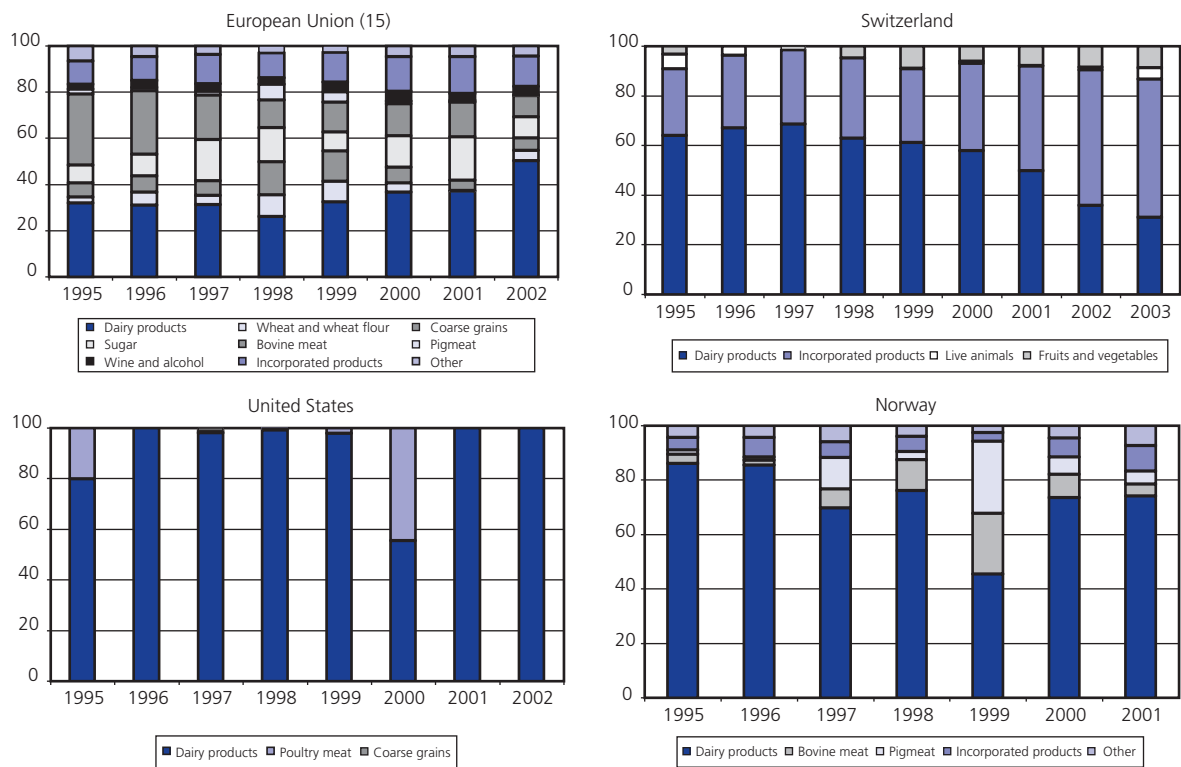 European Union (15)
100
80
60
40
20
0
1995 1996 1997 1998 1999 2000 2001 2002
Dairy products Wheat and wheat flour Coarse grains
Sugar Bovine meat Pigmeat
Wine and alcohol Incorporated products Other
Switzerland
100
80
60
40
20
0
1995 1996 1997 1998 1999 2000 2001 2002 2003
Dairy products Incorporated products Live animals Fruits and vegetables
United States
100
80
60
40
20
0
1995 1996 1997 1998 1999 2000 2001 2002
Dairy products Poultry meat Coarse grains
Norway
100
80
60
40
20
0
1995 1996 1997 1998 1999 2000 2001
Dairy products Bovine meat Pigmeat Incorporated products Other